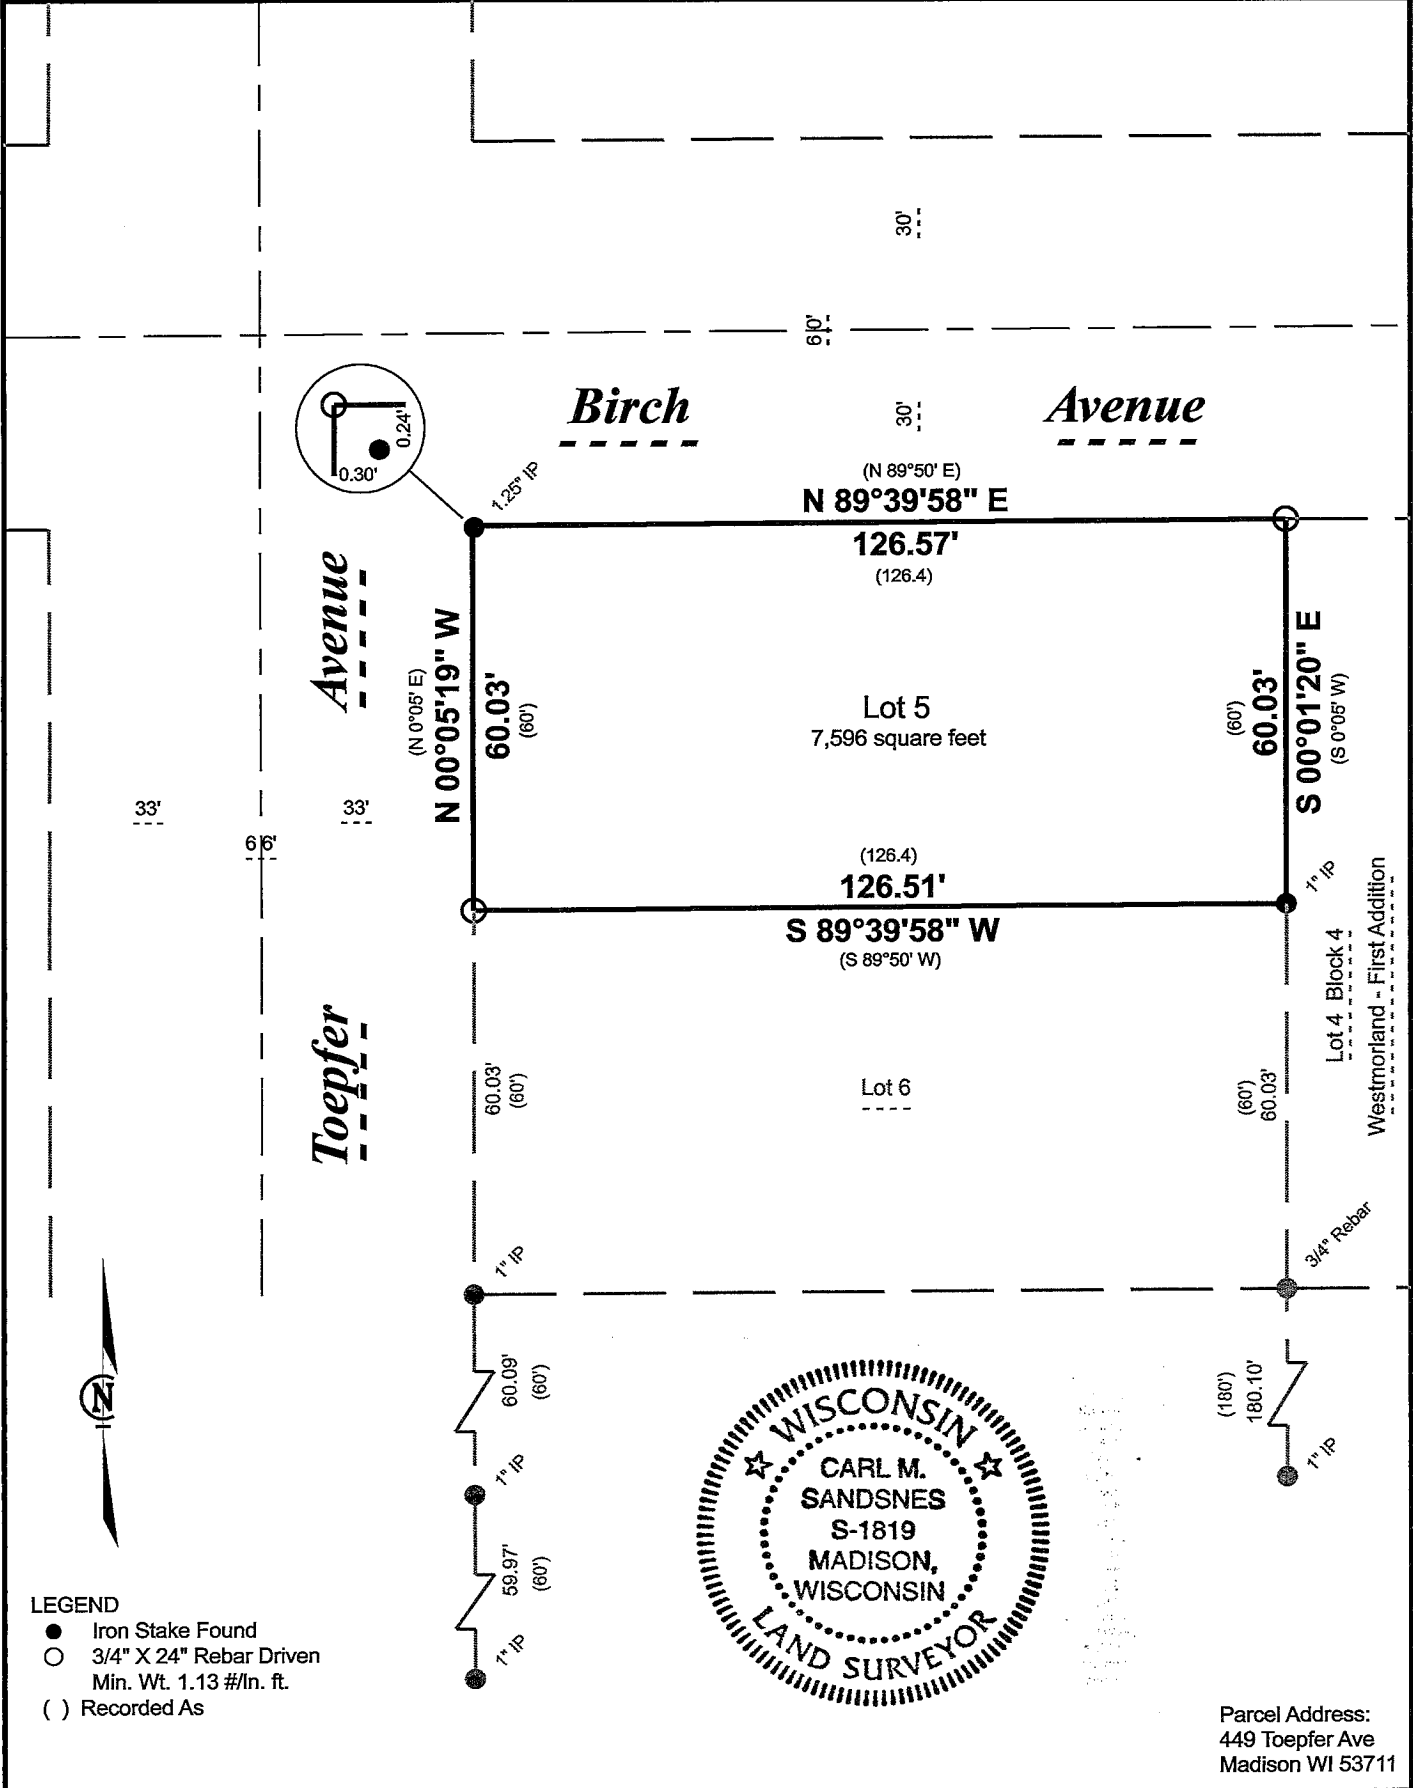 30'
60'
Birch Avenue
30'
0.24'
0.30'
1.25" IP
(N 89°50' E)
N 89°39'58" E
126.57'
(126.4)
Toepfer Avenue
(N 0°05' E)
N 00°05'19" W
60.03'
(60')
Lot 5
7,596 square feet
(60')
60.03'
S 00°01'20" E
(S 0°05' W)
33'
33'
66'
(126.4)
126.51'
S 89°39'58" W
(S 89°50' W)
1" IP
Lot 4 Block 4
Westmorland - First Addition
60.03'
(60')
Lot 6
(60')
60.03'
1" IP
3/4" Rebar
N
60.09'
(60')
1" IP
(180')
180.10'
1" IP
59.97'
(60')
1" IP
WISCONSIN
CARL M.
SANDSNES
S-1819
MADISON,
WISCONSIN
LAND SURVEYOR
LEGEND
Iron Stake Found
3/4" X 24" Rebar Driven
Min. Wt. 1.13 #/ln. ft.
( ) Recorded As
Parcel Address:
449 Toepfer Ave
Madison WI 53711